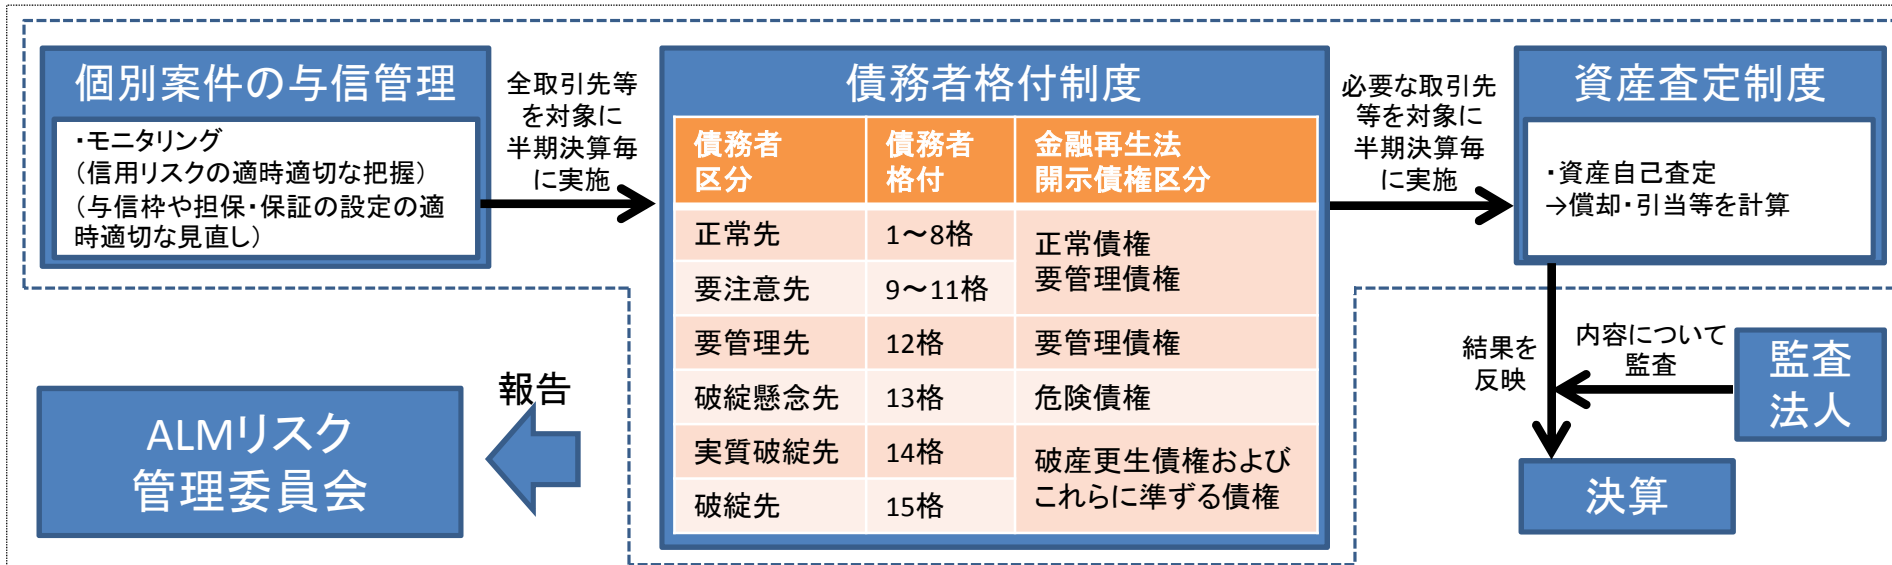 個別案件の与信管理
・モニタリング
（信用リスクの適時適切な把握）
（与信枠や担保・保証の設定の適
時適切な見直し）
全取引先等
を対象に
半期決算毎
に実施
債務者格付制度
債務者
区分
債務者
格付
金融再生法
開示債権区分
正常先
1～8格
正常債権
要管理債権
要注意先
9～11格
要管理先
12格
要管理債権
破綻懸念先
13格
危険債権
実質破綻先
14格
破産更生債権および
これらに準ずる債権
破綻先
15格
必要な取引先
等を対象に
半期決算毎
に実施
資産査定制度
・資産自己査定
→償却・引当等を計算
結果を
反映
内容について
監査
監査
法人
決算
報告
ALMリスク
管理委員会